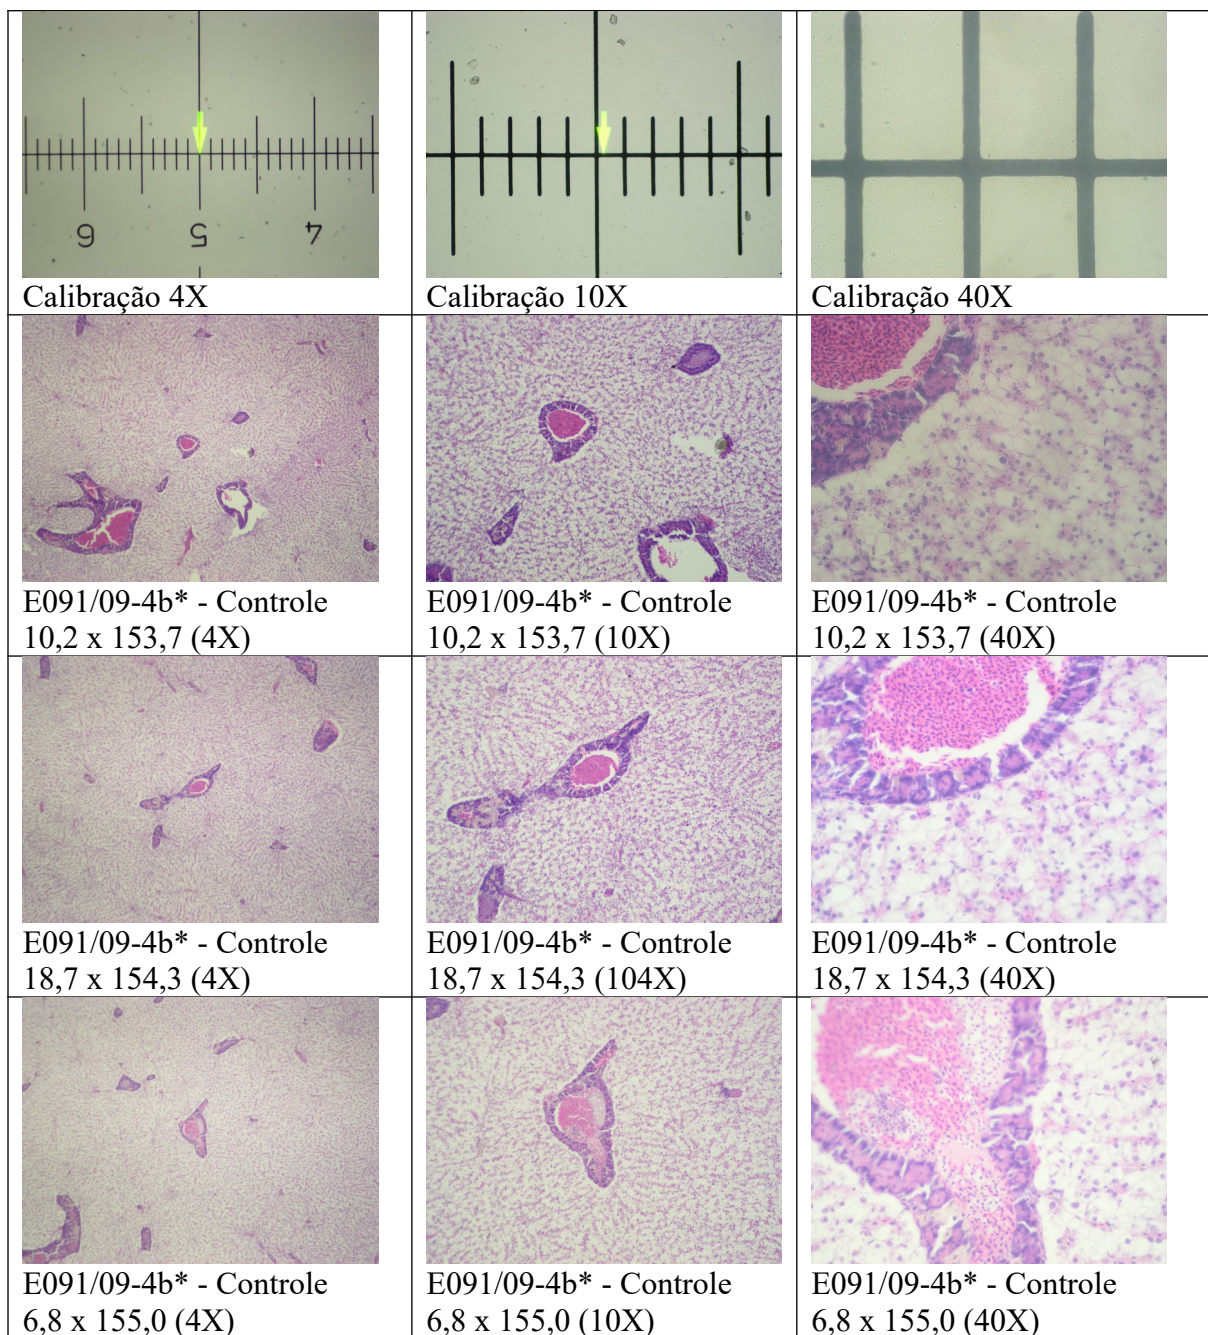 6 5 4
Calibração 4X
Calibração 10X
Calibração 40X
E091/09-4b* - Controle
10,2 x 153,7 (4X)
E091/09-4b* - Controle
10,2 x 153,7 (10X)
E091/09-4b* - Controle
10,2 x 153,7 (40X)
E091/09-4b* - Controle
18,7 x 154,3 (4X)
E091/09-4b* - Controle
18,7 x 154,3 (104X)
E091/09-4b* - Controle
18,7 x 154,3 (40X)
E091/09-4b* - Controle
6,8 x 155,0 (4X)
E091/09-4b* - Controle
6,8 x 155,0 (10X)
E091/09-4b* - Controle
6,8 x 155,0 (40X)